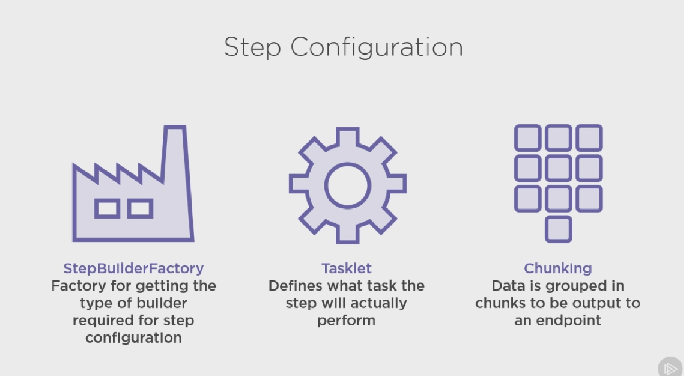 Step Configuration
StepBuilderFactory
Factory for getting the
type of builder
required for step
configuration
Tasklet
Defines what task the
step will actually
perform
Chunking
Data is grouped in
chunks to be output to
an endpoint